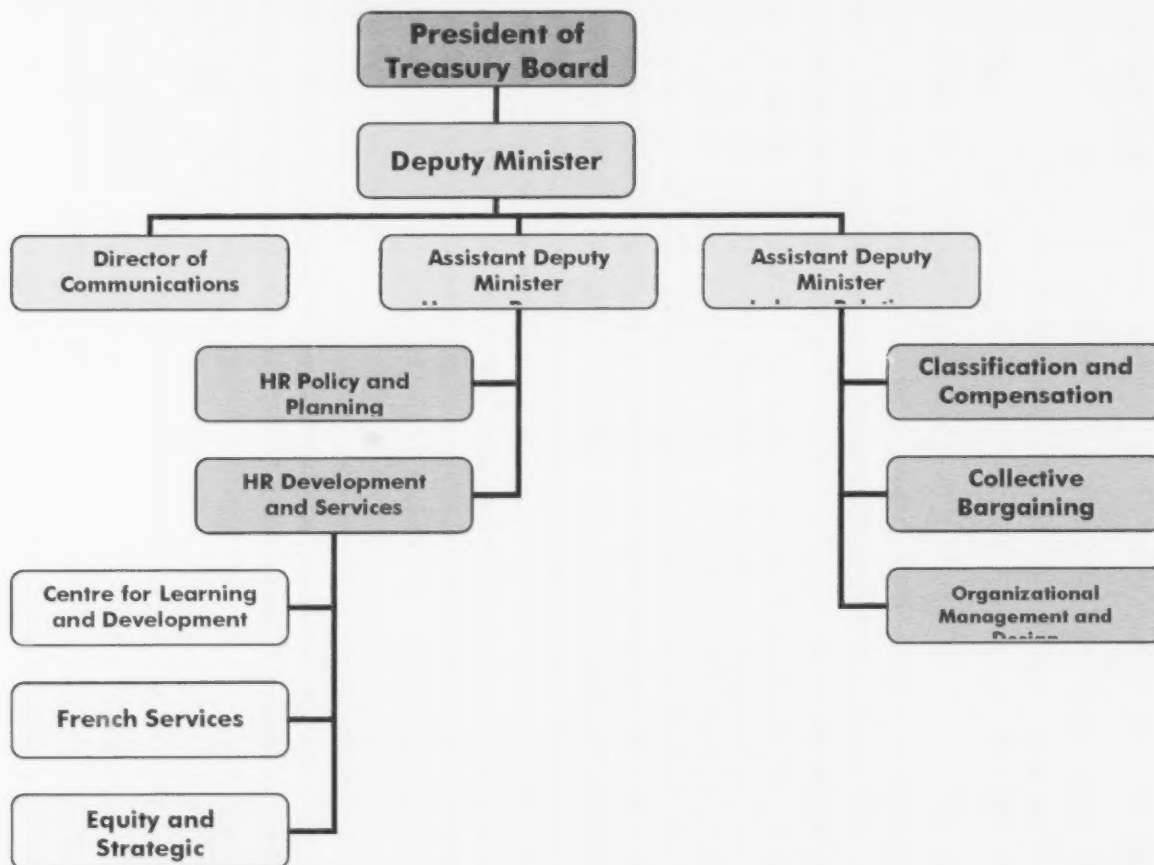 President of
Treasury Board
Deputy Minister
Director of
Communications
Assistant Deputy
Minister
Assistant Deputy
Minister
HR Policy and
Planning
HR Development
and Services
Classification and
Compensation
Collective
Bargaining
Organizational
Management and
Centre for Learning
and Development
French Services
Equity and
Strategic